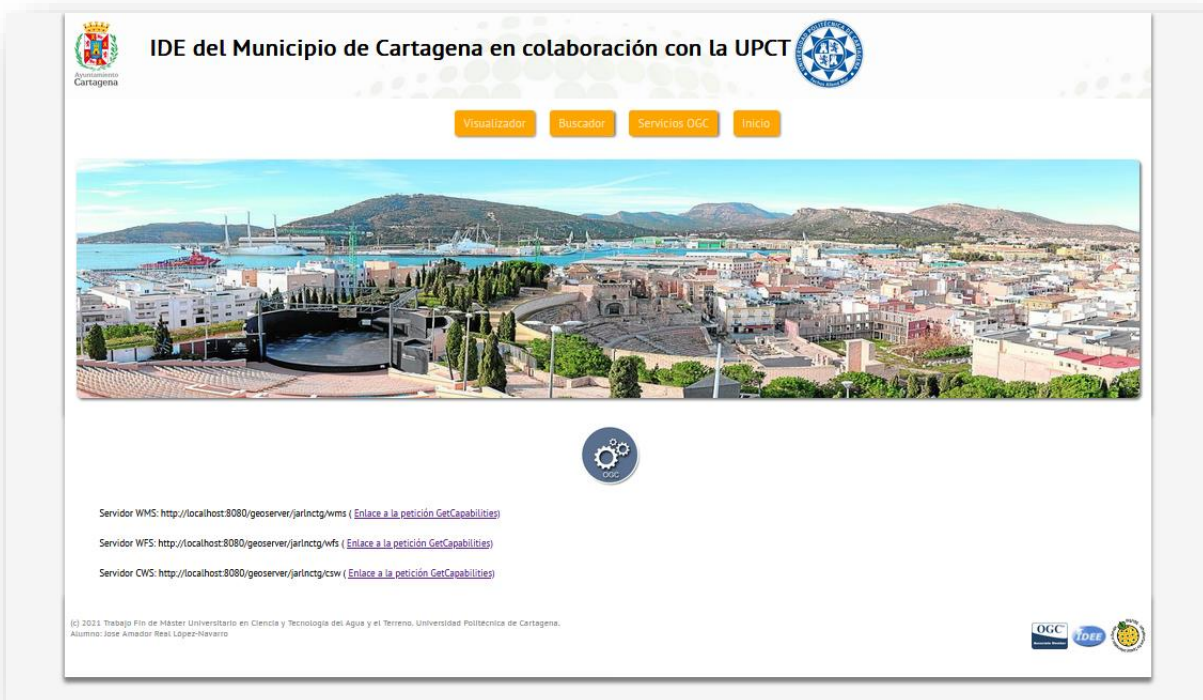 IDE del Municipio de Cartagena en colaboración con la UPCT
Ayuntamiento
Cartagena
Visualizador
Buscador
Servicios OGC
Inicio
OGC
Servidor WMS: http://localhost:8080/geoserver/jarlnctg/wms ( Enlace a la petición GetCapabilities)
Servidor WFS: http://localhost:8080/geoserver/jarlnctg/wfs ( Enlace a la petición GetCapabilities)
Servidor CWS: http://localhost:8080/geoserver/jarlnctg/csw ( Enlace a la petición GetCapabilities)
(c) 2021 Trabajo Fin de Máster Universitario en Ciencia y Tecnología del Agua y el Terreno. Universidad Politécnica de Cartagena.
Alumno: Jose Amador Real López-Navarro
OGC
IDEE